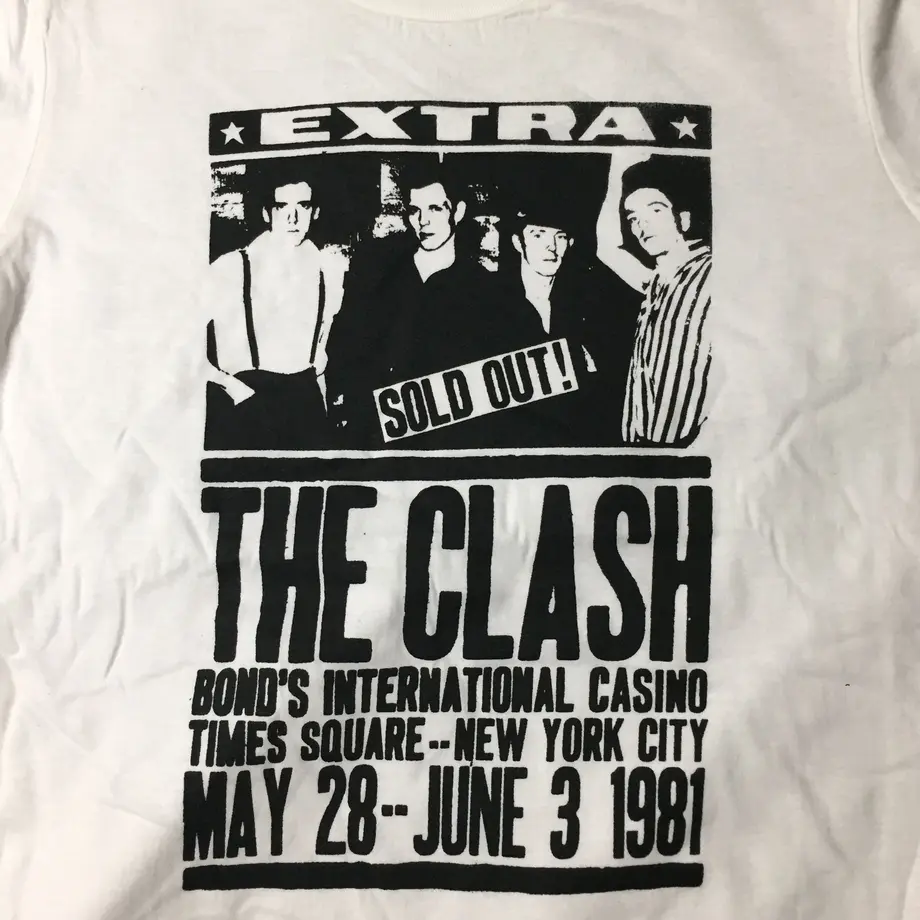 EXTRA
SOLD OUT!
THE CLASH
BOND'S INTERNATIONAL CASINO
TIMES SQUARE--NEW YORK CITY
MAY 28--JUNE 3 1981